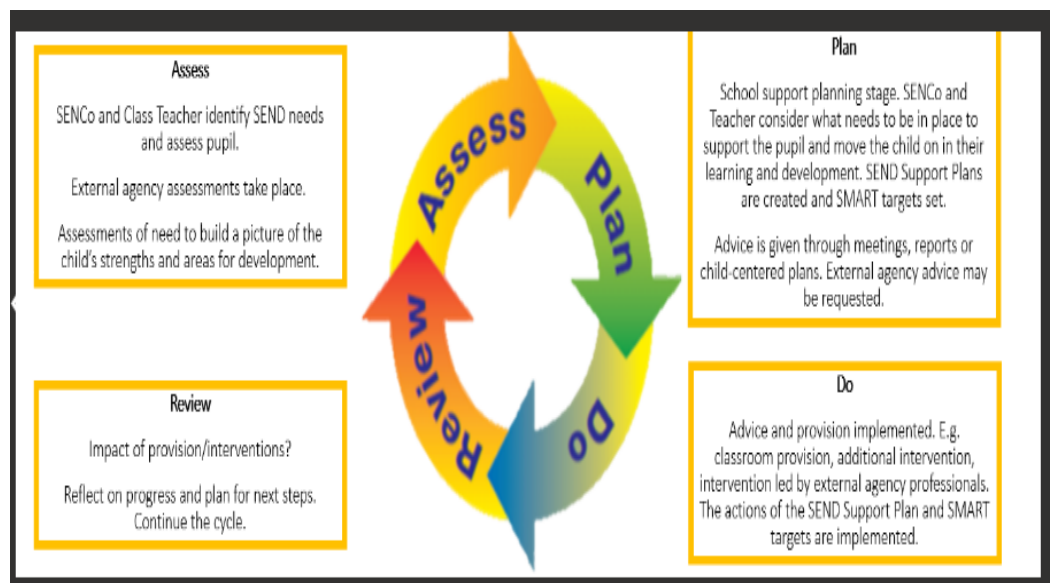 Assess
SENCo and Class Teacher identify SEND needs
and assess pupil.
External agency assessments take place.
Assessments of need to build a picture of the
child's strengths and areas for development.
Assess
Plan
Do
Review
Plan
School support planning stage. SENCo and
Teacher consider what needs to be in place to
support the pupil and move the child on in their
learning and development. SEND Support Plans
are created and SMART targets set.
Advice is given through meetings, reports or
child-centered plans. External agency advice may
be requested.
Review
Impact of provision/interventions?
Reflect on progress and plan for next steps.
Continue the cycle.
Do
Advice and provision implemented. E.g.
classroom provision, additional intervention,
intervention led by external agency professionals.
The actions of the SEND Support Plan and SMART
targets are implemented.